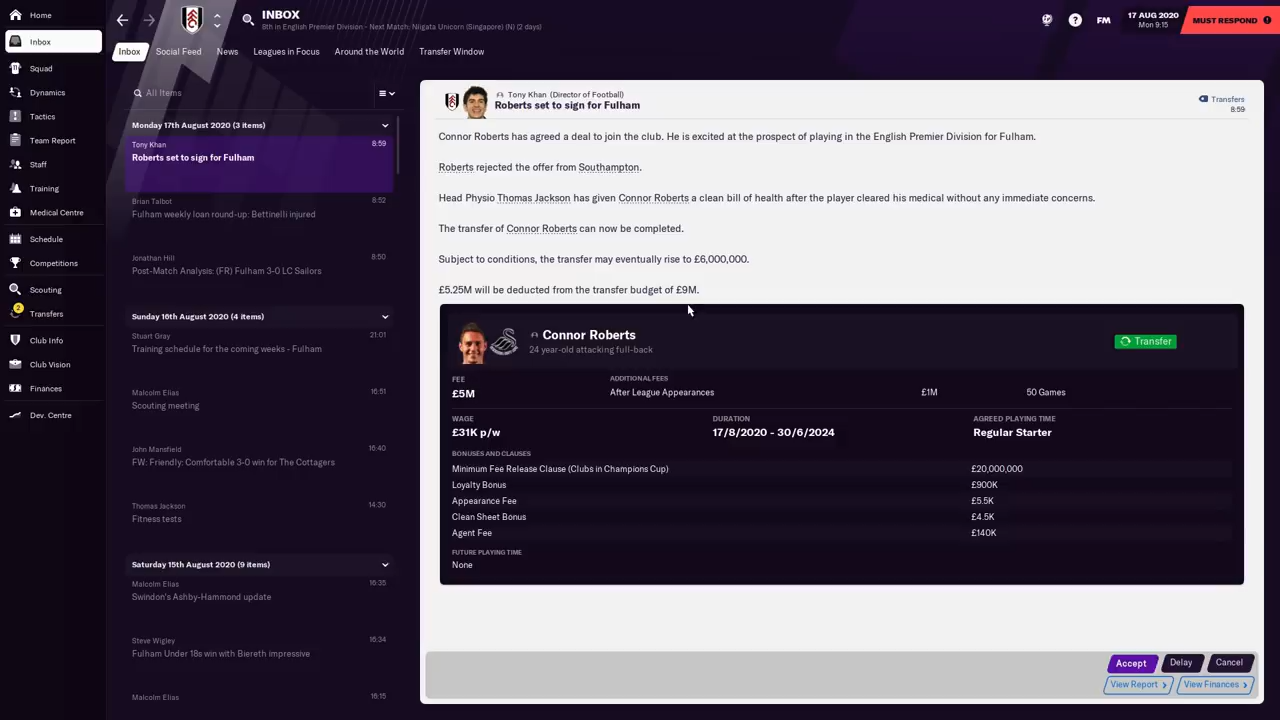 Home
Inbox
Squad
Dynamics
Tactics
Team Report
Staff
Training
Medical Centre
Schedule
Competitions
Scouting
2
Transfers
Club Info
Club Vision
Finances
Dev. Centre
INBOX
8th in English Premier Division - Next Match: Niigata Unicorn (Singapore) (N) (2 days)
? FM
17 AUG 2020
Mon 9:15
MUST RESPOND
Inbox Social Feed News Leagues in Focus Around the World Transfer Window
All Items
Monday 17th August 2020 (3 items)
Tony Khan 8:59
Roberts set to sign for Fulham
Brian Talbot 8:52
Fulham weekly loan round-up: Bettinelli injured
Jonathan Hill 8:50
Post-Match Analysis: (FR) Fulham 3-0 LC Sailors
Sunday 16th August 2020 (4 items)
Stuart Gray 21:01
Training schedule for the coming weeks - Fulham
Malcolm Elias 16:51
Scouting meeting
John Mansfield 16:40
FW: Friendly: Comfortable 3-0 win for The Cottagers
Thomas Jackson 14:30
Fitness tests
Saturday 15th August 2020 (9 items)
Malcolm Elias 16:35
Swindon's Ashby-Hammond update
Steve Wigley 16:34
Fulham Under 18s win with Biereth impressive
Malcolm Elias 16:15
Tony Khan (Director of Football)
Roberts set to sign for Fulham
Transfers
8:59
Connor Roberts has agreed a deal to join the club. He is excited at the prospect of playing in the English Premier Division for Fulham.
Roberts rejected the offer from Southampton.
Head Physio Thomas Jackson has given Connor Roberts a clean bill of health after the player cleared his medical without any immediate concerns.
The transfer of Connor Roberts can now be completed.
Subject to conditions, the transfer may eventually rise to £6,000,000.
£5.25M will be deducted from the transfer budget of £9M.
Connor Roberts
24 year-old attacking full-back
Transfer
FEE
£5M
ADDITIONAL FEES
After League Appearances £1M 50 Games
WAGE
£31K p/w
DURATION
17/8/2020 - 30/6/2024
AGREED PLAYING TIME
Regular Starter
BONUSES AND CLAUSES
Minimum Fee Release Clause (Clubs in Champions Cup) £20,000,000
Loyalty Bonus £900K
Appearance Fee £5.5K
Clean Sheet Bonus £4.5K
Agent Fee £140K
FUTURE PLAYING TIME
None
Accept Delay Cancel
View Report View Finances